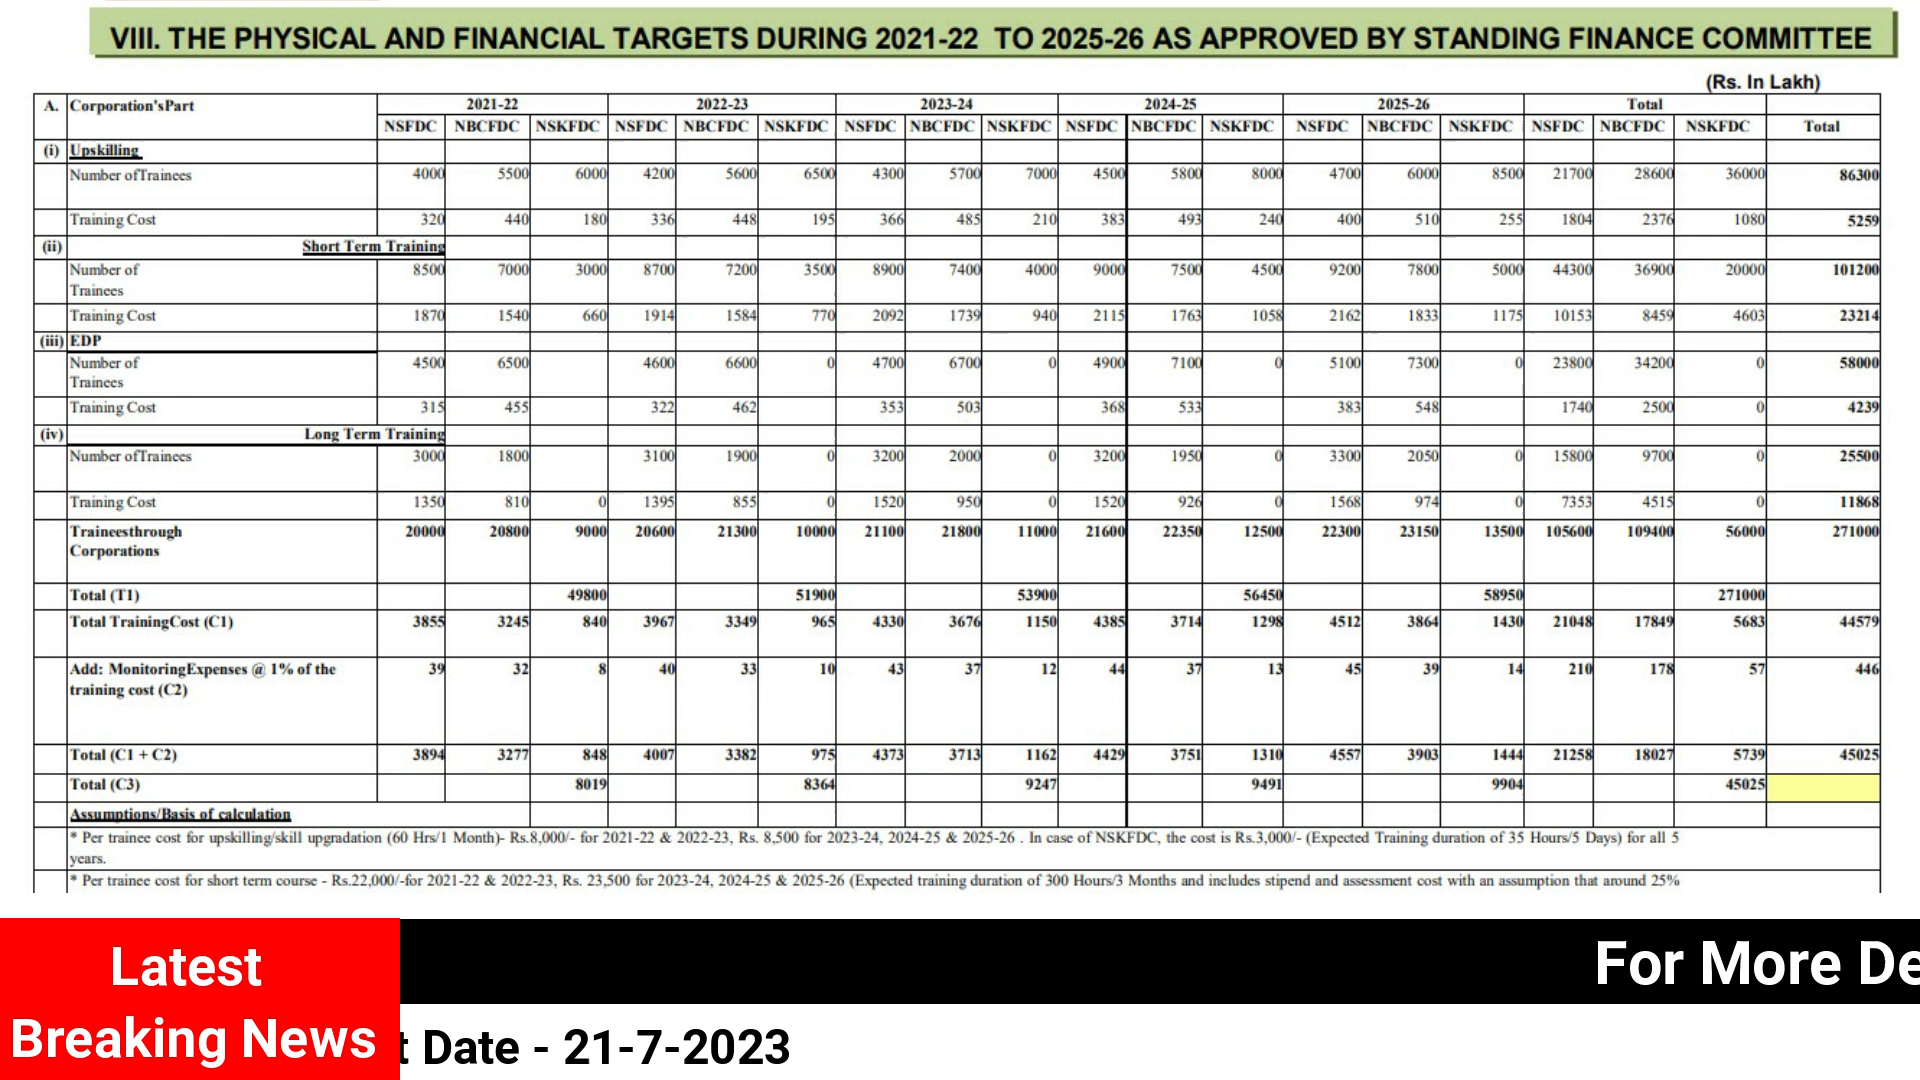 VIII. THE PHYSICAL AND FINANCIAL TARGETS DURING 2021-22 TO 2025-26 AS APPROVED BY STANDING FINANCE COMMITTEE
(Rs. In Lakh)
A. Corporation'sPart 2021-22 2022-23 2023-24 2024-25 2025-26 Total
NSFDC NBCFDC NSKFDC NSFDC NBCFDC NSKFDC NSFDC NBCFDC NSKFDC NSFDC NBCFDC NSKFDC NSFDC NBCFDC NSKFDC NSFDC NBCFDC NSKFDC Total
(i) Upskilling
Number ofTrainees 4000 5500 6000 4200 5600 6500 4300 5700 7000 4500 5800 8000 4700 6000 8500 21700 28600 36000 86300
Training Cost 320 440 180 336 448 195 366 485 210 383 493 240 400 510 255 1804 2376 1080 5259
(ii) Short Term Training
Number of 8500 7000 3000 8700 7200 3500 8900 7400 4000 9000 7500 4500 9200 7800 5000 44300 36900 20000 101200
Trainees
Training Cost 1870 1540 660 1914 1584 770 2092 1739 940 2115 1763 1058 2162 1833 1175 10153 8459 4603 23214
(iii) EDP
Number of 4500 6500 4600 6600 0 4700 6700 0 4900 7100 0 5100 7300 0 23800 34200 0 58000
Trainees
Training Cost 315 455 322 462 353 503 368 533 383 548 1740 2500 0 4239
(iv) Long Term Training
Number ofTrainees 3000 1800 3100 1900 0 3200 2000 0 3200 1950 0 3300 2050 0 15800 9700 0 25500
Training Cost 1350 810 0 1395 855 0 1520 950 0 1520 926 0 1568 974 0 7353 4515 0 11868
Traineesthrough 20000 20800 9000 20600 21300 10000 21100 21800 11000 21600 22350 12500 22300 23150 13500 105600 109400 56000 271000
Corporations
Total (T1) 49800 51900 53900 56450 58950 271000
Total TrainingCost (C1) 3855 3245 840 3967 3349 965 4330 3676 1150 4385 3714 1298 4512 3864 1430 21048 17849 5683 44579
Add: MonitoringExpenses @ 1% of the 39 32 8 40 33 10 43 37 12 44 37 13 45 39 14 210 178 57 446
training cost (C2)
Total (C1 + C2) 3894 3277 848 4007 3382 975 4373 3713 1162 4429 3751 1310 4557 3903 1444 21258 18027 5739 45025
Total (C3) 8019 8364 9247 9491 9904 45025
Assumptions/Basis of calculation
* Per trainee cost for upskilling/skill upgradation (60 Hrs/1 Month)- Rs.8,000/- for 2021-22 & 2022-23, Rs. 8,500 for 2023-24, 2024-25 & 2025-26 . In case of NSKFDC, the cost is Rs.3,000/- (Expected Training duration of 35 Hours/5 Days) for all 5
years.
* Per trainee cost for short term course - Rs.22,000/-for 2021-22 & 2022-23, Rs. 23,500 for 2023-24, 2024-25 & 2025-26 (Expected training duration of 300 Hours/3 Months and includes stipend and assessment cost with an assumption that around 25%
For More De
Latest
Breaking News
t Date - 21-7-2023